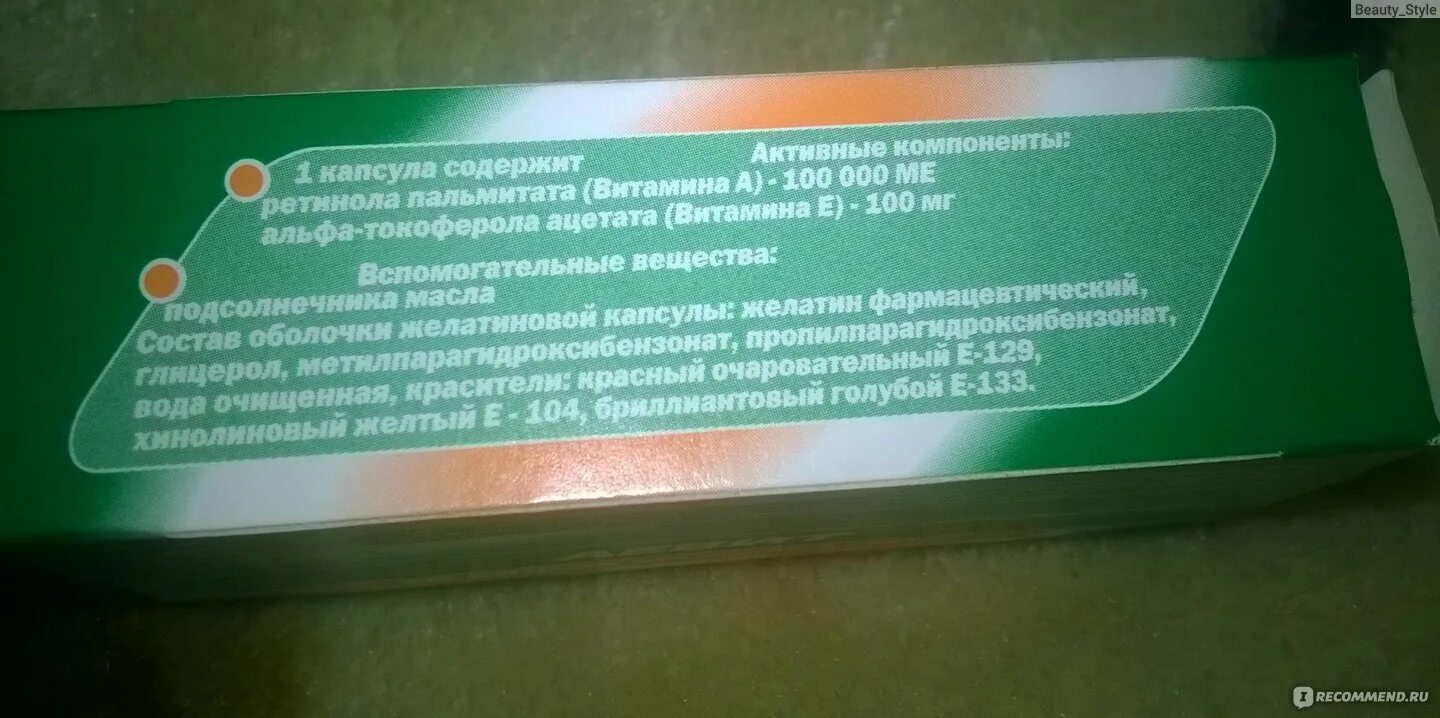 Beauty_Style
Активные компоненты:
1 капсула содержит
ретинола пальмитата (Витамина А) - 100 000 МЕ
альфа-токоферола ацетата (Витамина Е) - 100 мг
Вспомогательные вещества:
подсолнечника масла
Состав оболочки желатиновой капсулы: желатин фармацевтический,
глицерол, метилпарагидроксибензонат, пропилпарагидроксибензонат,
вода очищенная, красители: красный очаровательный Е-129,
хинолиновый желтый Е - 104, бриллиантовый голубой Е-133.
IRECOMMEND.RU